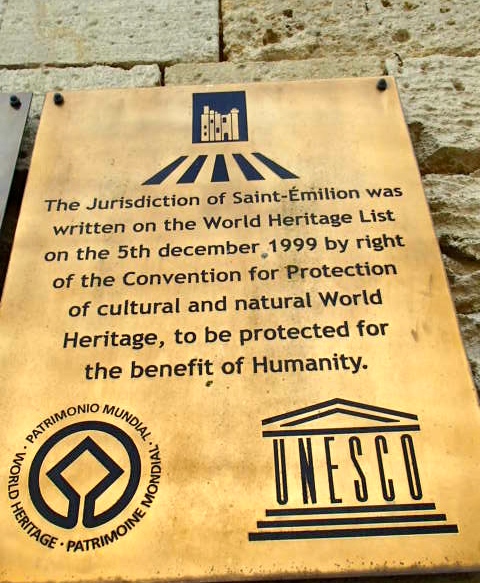 The Jurisdiction of Saint-Émilion was
written on the World Heritage List
on the 5th december 1999 by right
of the Convention for Protection
of cultural and natural World
Heritage, to be protected for
the benefit of Humanity.
WORLD HERITAGE · PATRIMOINE MONDIAL · PATRIMONIO MUNDIAL ·
UNESCO